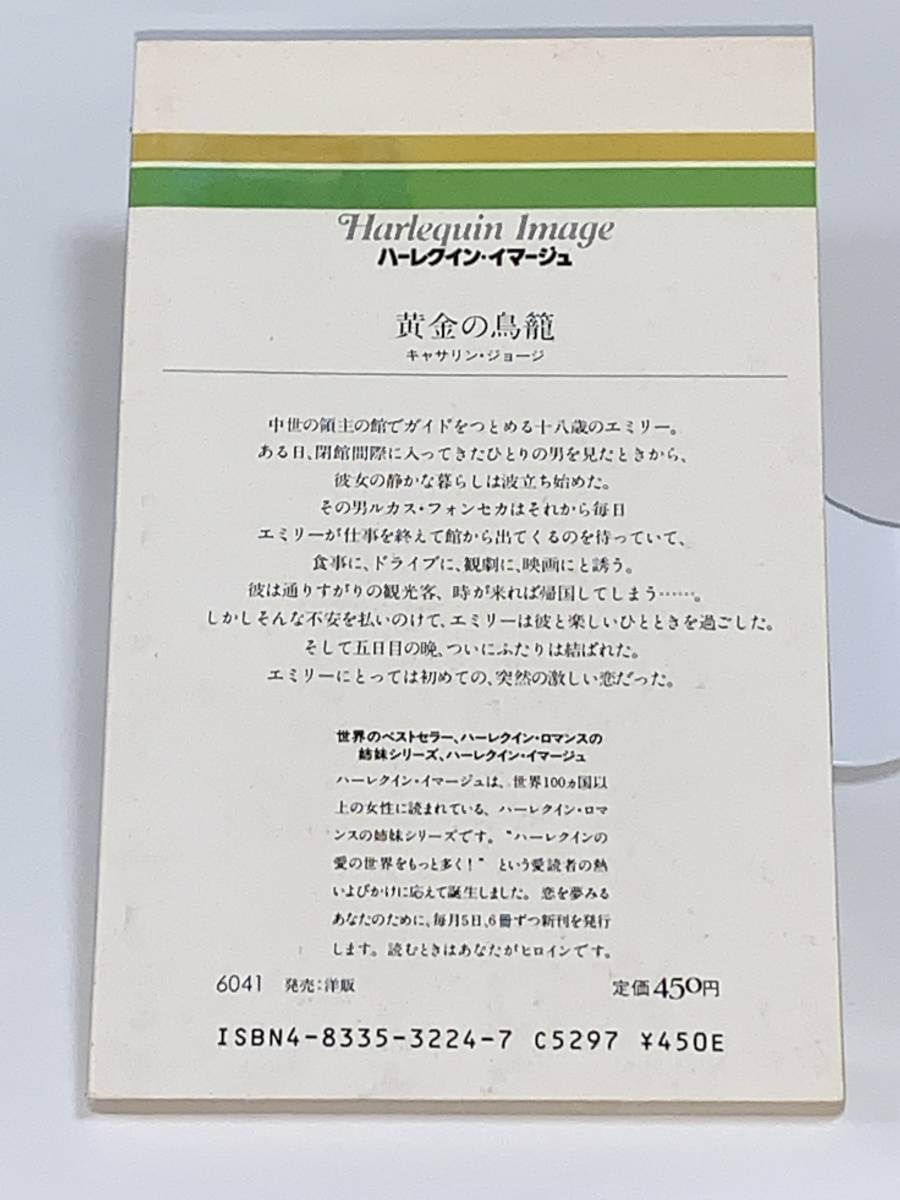 Harlequin Image
ハーレクイン・イマージュ
黄金の鳥籠
キャサリン・ジョージ
中世の領主の館でガイドをつとめる十八歳のエミリー。
ある日、閉館間際に入ってきたひとりの男を見たときから、
彼女の静かな暮らしは波立ち始めた。
その男ルカス・フォンセカはそれから毎日
エミリーが仕事を終えて館から出てくるのを待っていて、
食事に、ドライブに、観劇に、映画にと誘う。
彼は通りすがりの観光客、時が来れば帰国してしまう……。
しかしそんな不安を払いのけて、エミリーは彼と楽しいひとときを過ごした。
そして五日目の晩、ついにふたりは結ばれた。
エミリーにとっては初めての、突然の激しい恋だった。
世界のベストセラー、ハーレクイン・ロマンスの
姉妹シリーズ、ハーレクイン・イマージュ
ハーレクイン・イマージュは、世界100ヵ国以
上の女性に読まれている、ハーレクイン・ロマ
ンスの姉妹シリーズです。“ハーレクインの
愛の世界をもっと多く！”という愛読者の熱
いよびかけに応えて誕生しました。恋を夢みる
あなたのために、毎月5日、6冊ずつ新刊を発行
します。読むときはあなたがヒロインです。
6041 発売：洋販 定価450円
ISBN4-8335-3224-7 C5297 ¥450E